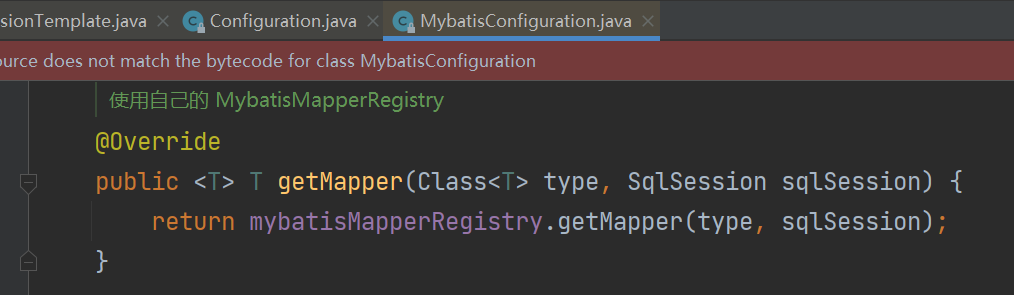 sionTemplate.java × Configuration.java × MybatisConfiguration.java ×
ource does not match the bytecode for class MybatisConfiguration
使用自己的 MybatisMapperRegistry
@Override
public <T> T getMapper(Class<T> type, SqlSession sqlSession) {
return mybatisMapperRegistry.getMapper(type, sqlSession);
}